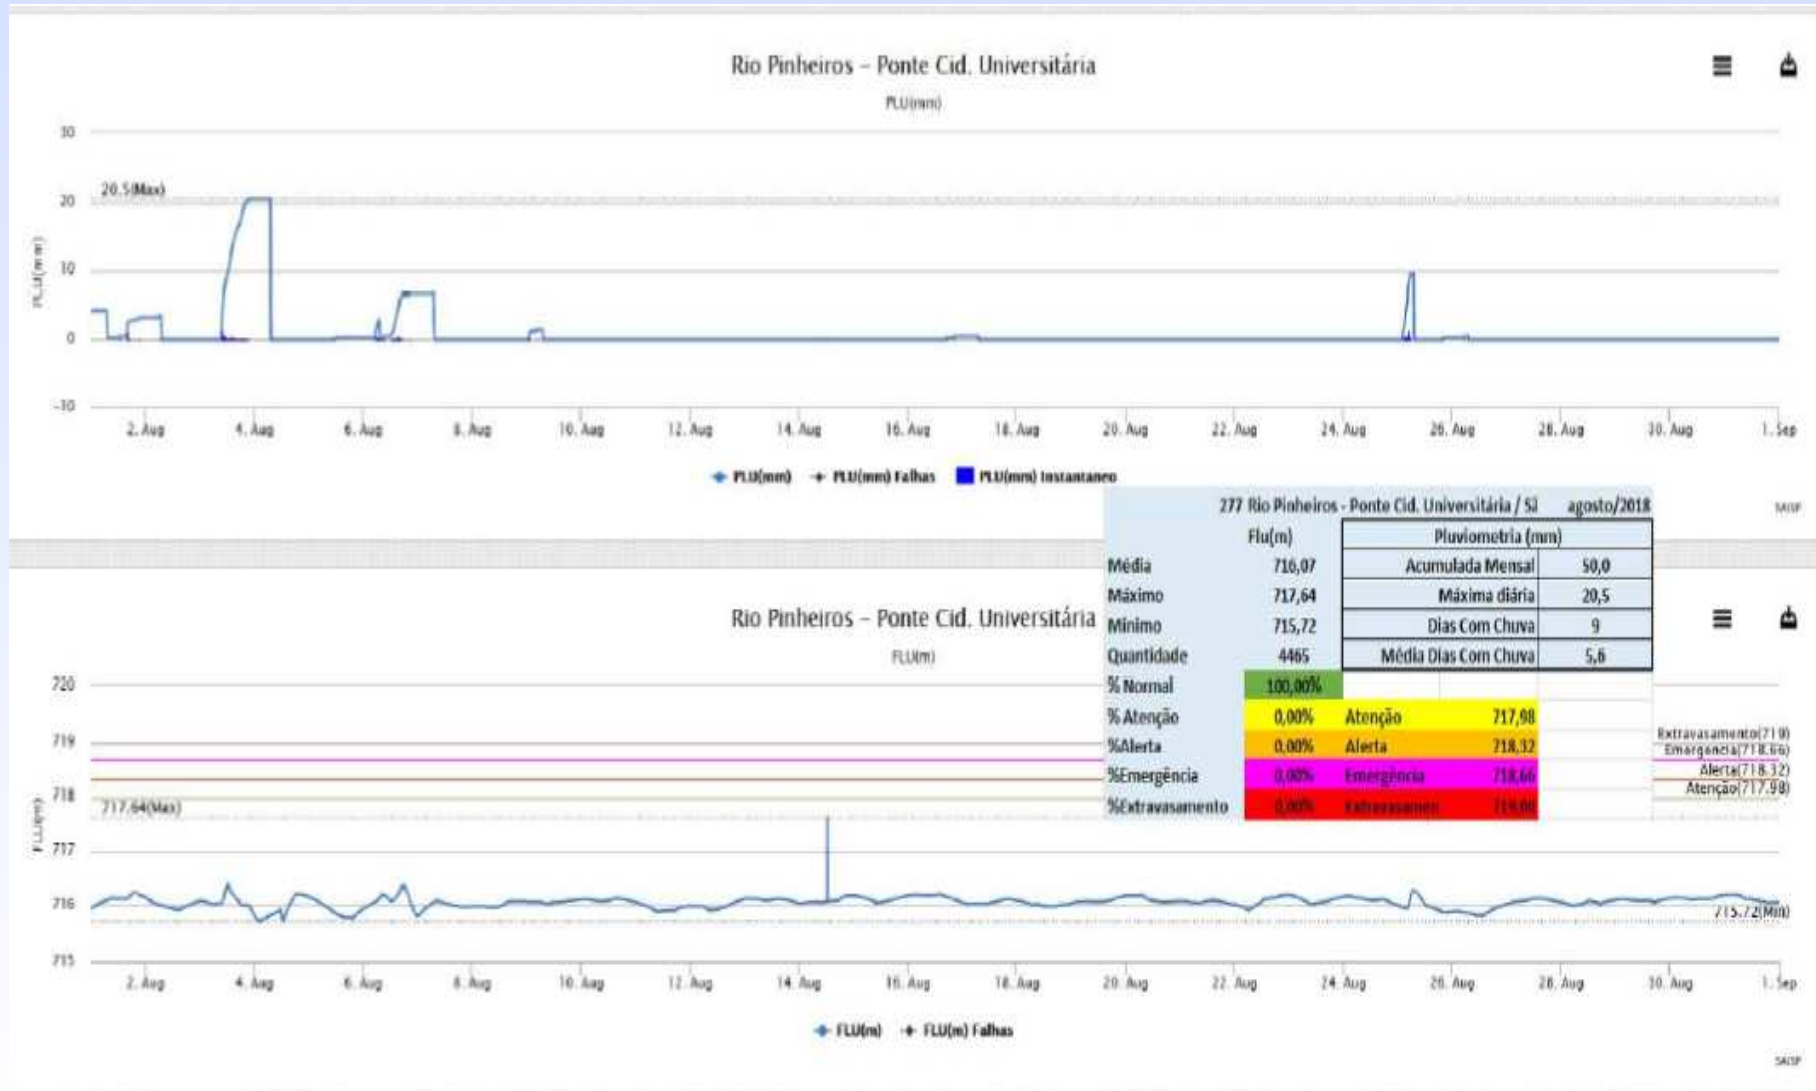 Rio Pinheiros – Ponte Cid. Universitária
PLU(mm)
30
20.5(Max)
20
10
0
-10
PLU(mm)
2. Aug 4. Aug 6. Aug 8. Aug 10. Aug 12. Aug 14. Aug 16. Aug 18. Aug 20. Aug 22. Aug 24. Aug 26. Aug 28. Aug 30. Aug 1. Sep
PLU(mm) PLU(mm) Falhas PLU(mm) Instantaneo
SAISP
277 Rio Pinheiros - Ponte Cid. Universitária / Sã agosto/2018
Flu(m) Pluviometria (mm)
Média 716,07 Acumulada Mensal 50,0
Máximo 717,64 Máxima diária 20,5
Mínimo 715,72 Dias Com Chuva 9
Quantidade 4465 Média Dias Com Chuva 5,6
% Normal 100,00%
% Atenção 0,00% Atenção 717,98
%Alerta 0,00% Alerta 718,32
%Emergência 0,00% Emergência 718,66
%Extravasamento 0,00% Extravasamen 719,00
Rio Pinheiros – Ponte Cid. Universitária
FLU(m)
720
719
718
717.64(Max)
717
716
715
FLU(m)
Extravasamento(719)
Emergencia(718.66)
Alerta(718.32)
Atenção(717.98)
715.72(Min)
2. Aug 4. Aug 6. Aug 8. Aug 10. Aug 12. Aug 14. Aug 16. Aug 18. Aug 20. Aug 22. Aug 24. Aug 26. Aug 28. Aug 30. Aug 1. Sep
FLU(m) FLU(m) Falhas
SAISP